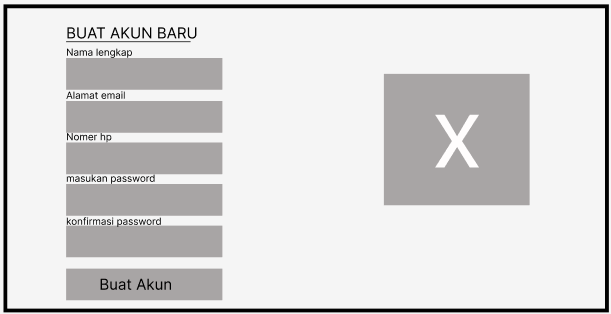 BUAT AKUN BARU
Nama lengkap
Alamat email
Nomer hp
masukan password
konfirmasi password
Buat Akun
X